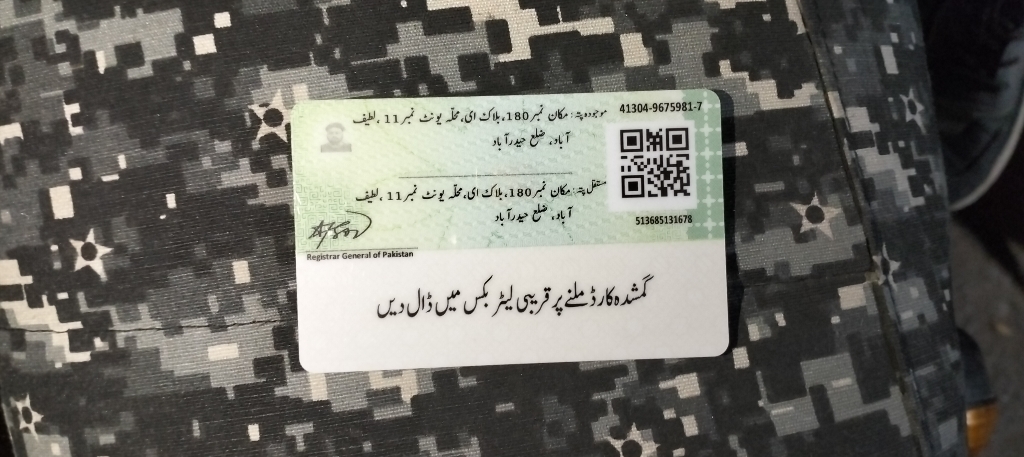 41304-9675981-7
موجودہ پتہ: مکان نمبر 180، بلاک ای، محلّہ یونٹ نمبر 11، لطیف
آباد، ضلع حیدرآباد
مستقل پتہ: مکان نمبر 180، بلاک ای، محلّہ یونٹ نمبر 11، لطیف
آباد، ضلع حیدرآباد
513685131678
Registrar General of Pakistan
گمشدہ کارڈ ملنے پر قریبی لیٹر بکس میں ڈال دیں